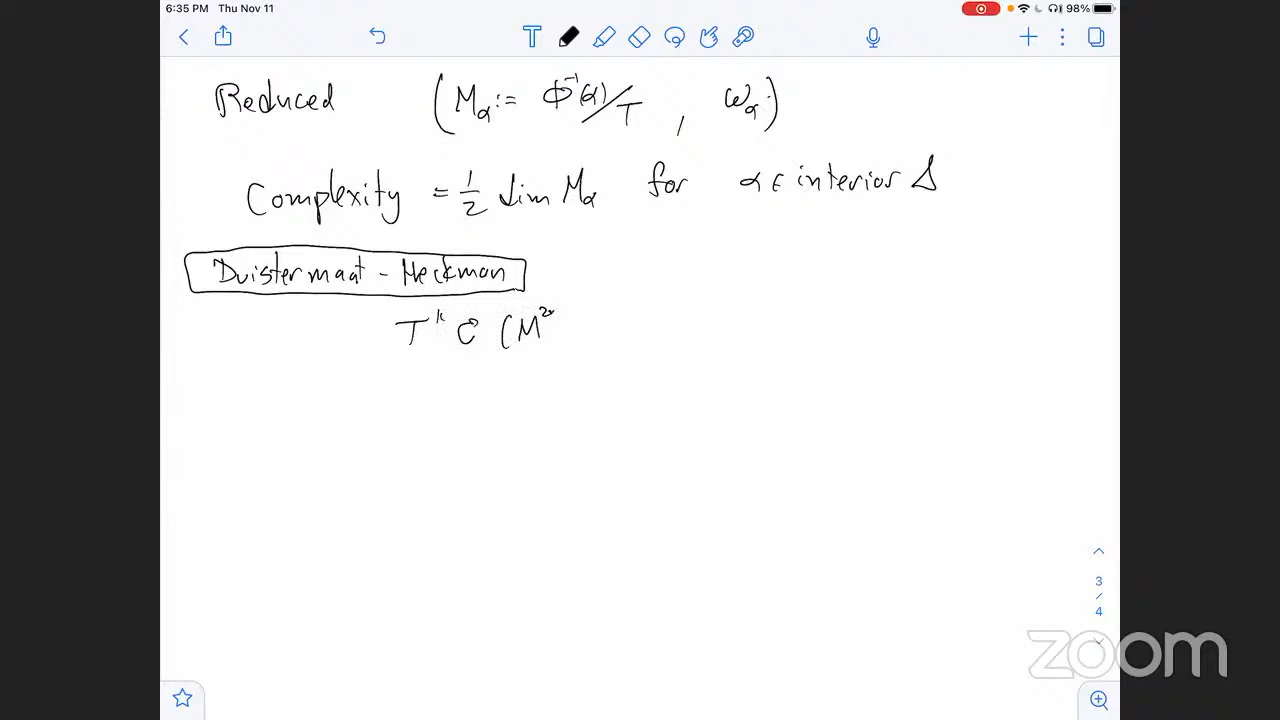 6:35 PM Thu Nov 11 98%
Reduced (M_α := Φ⁻¹(α)/T , ω_α)
Complexity = 1/2 dim M_α for α ∈ interior Δ
Duistermaat - Heckman
T^k ↻ (M^2
3
/
4
zoom